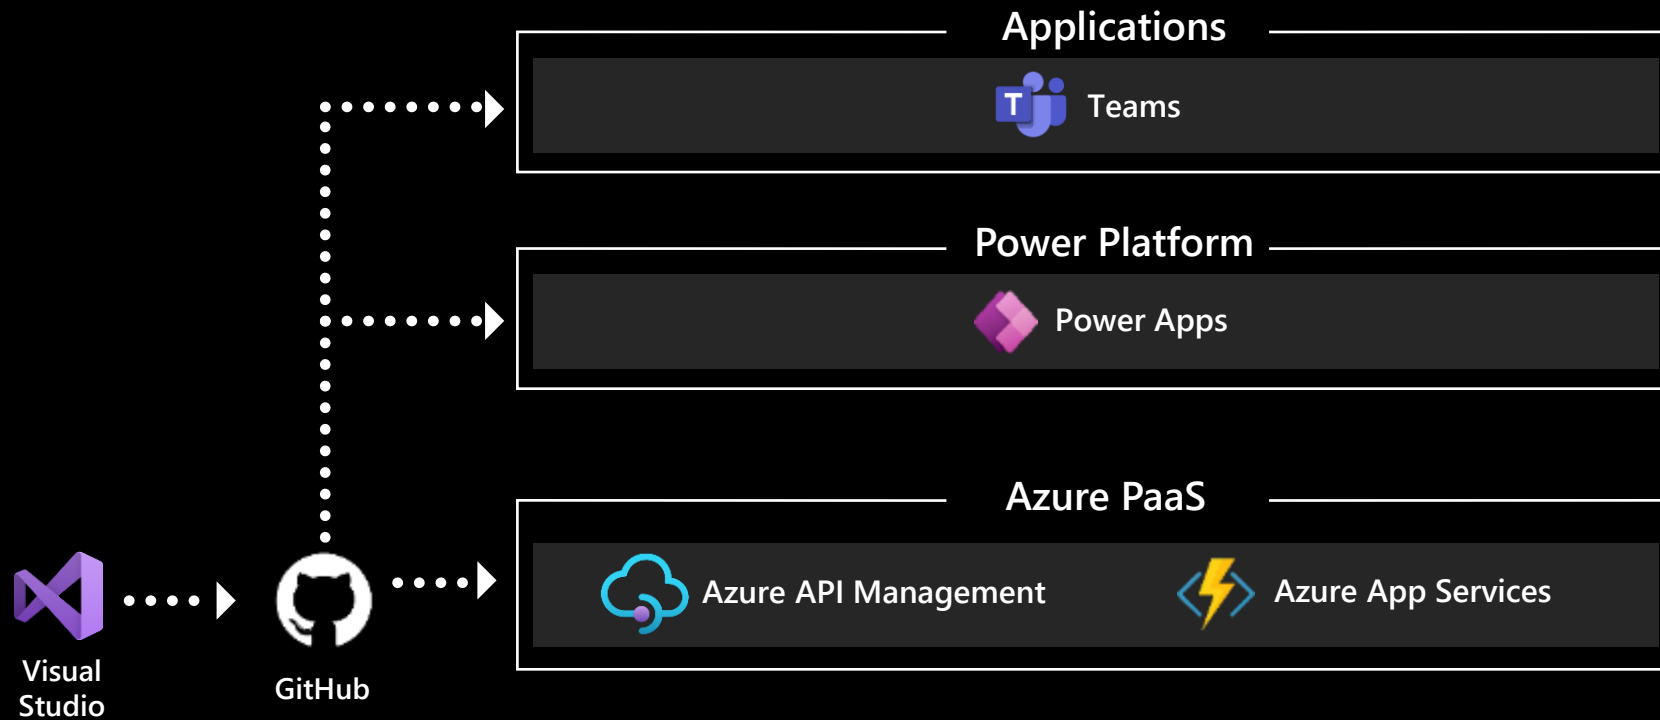 Applications
T
Teams
Power Platform
Power Apps
Azure PaaS
Azure API Management
Azure App Services
Visual
Studio
GitHub